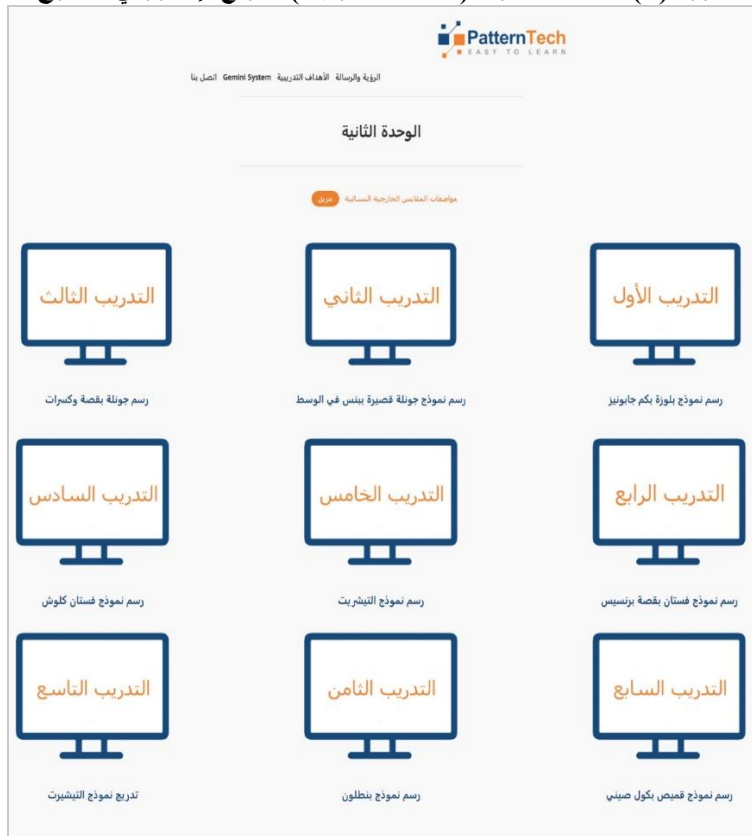 PatternTech
EASY TO LEARN
الرؤية والرسالة الأهداف التدريبية Gemini System اتصل بنا
الوحدة الثانية
مواصفات الملابس الخارجية النسائية تنزيل
التدريب الأول
التدريب الثاني
التدريب الثالث
رسم نموذج بلوزة بكم جابونيز
رسم نموذج جونلة قصيرة ببنس في الوسط
رسم جونلة بقصة وكسرات
التدريب الرابع
التدريب الخامس
التدريب السادس
رسم نموذج فستان بقصة برنسيس
رسم نموذج التيشريت
رسم نموذج فستان كلوش
التدريب السابع
التدريب الثامن
التدريب التاسع
رسم نموذج قميص بكول صيني
رسم نموذج بنطلون
تدريع نموذج التيشيرت